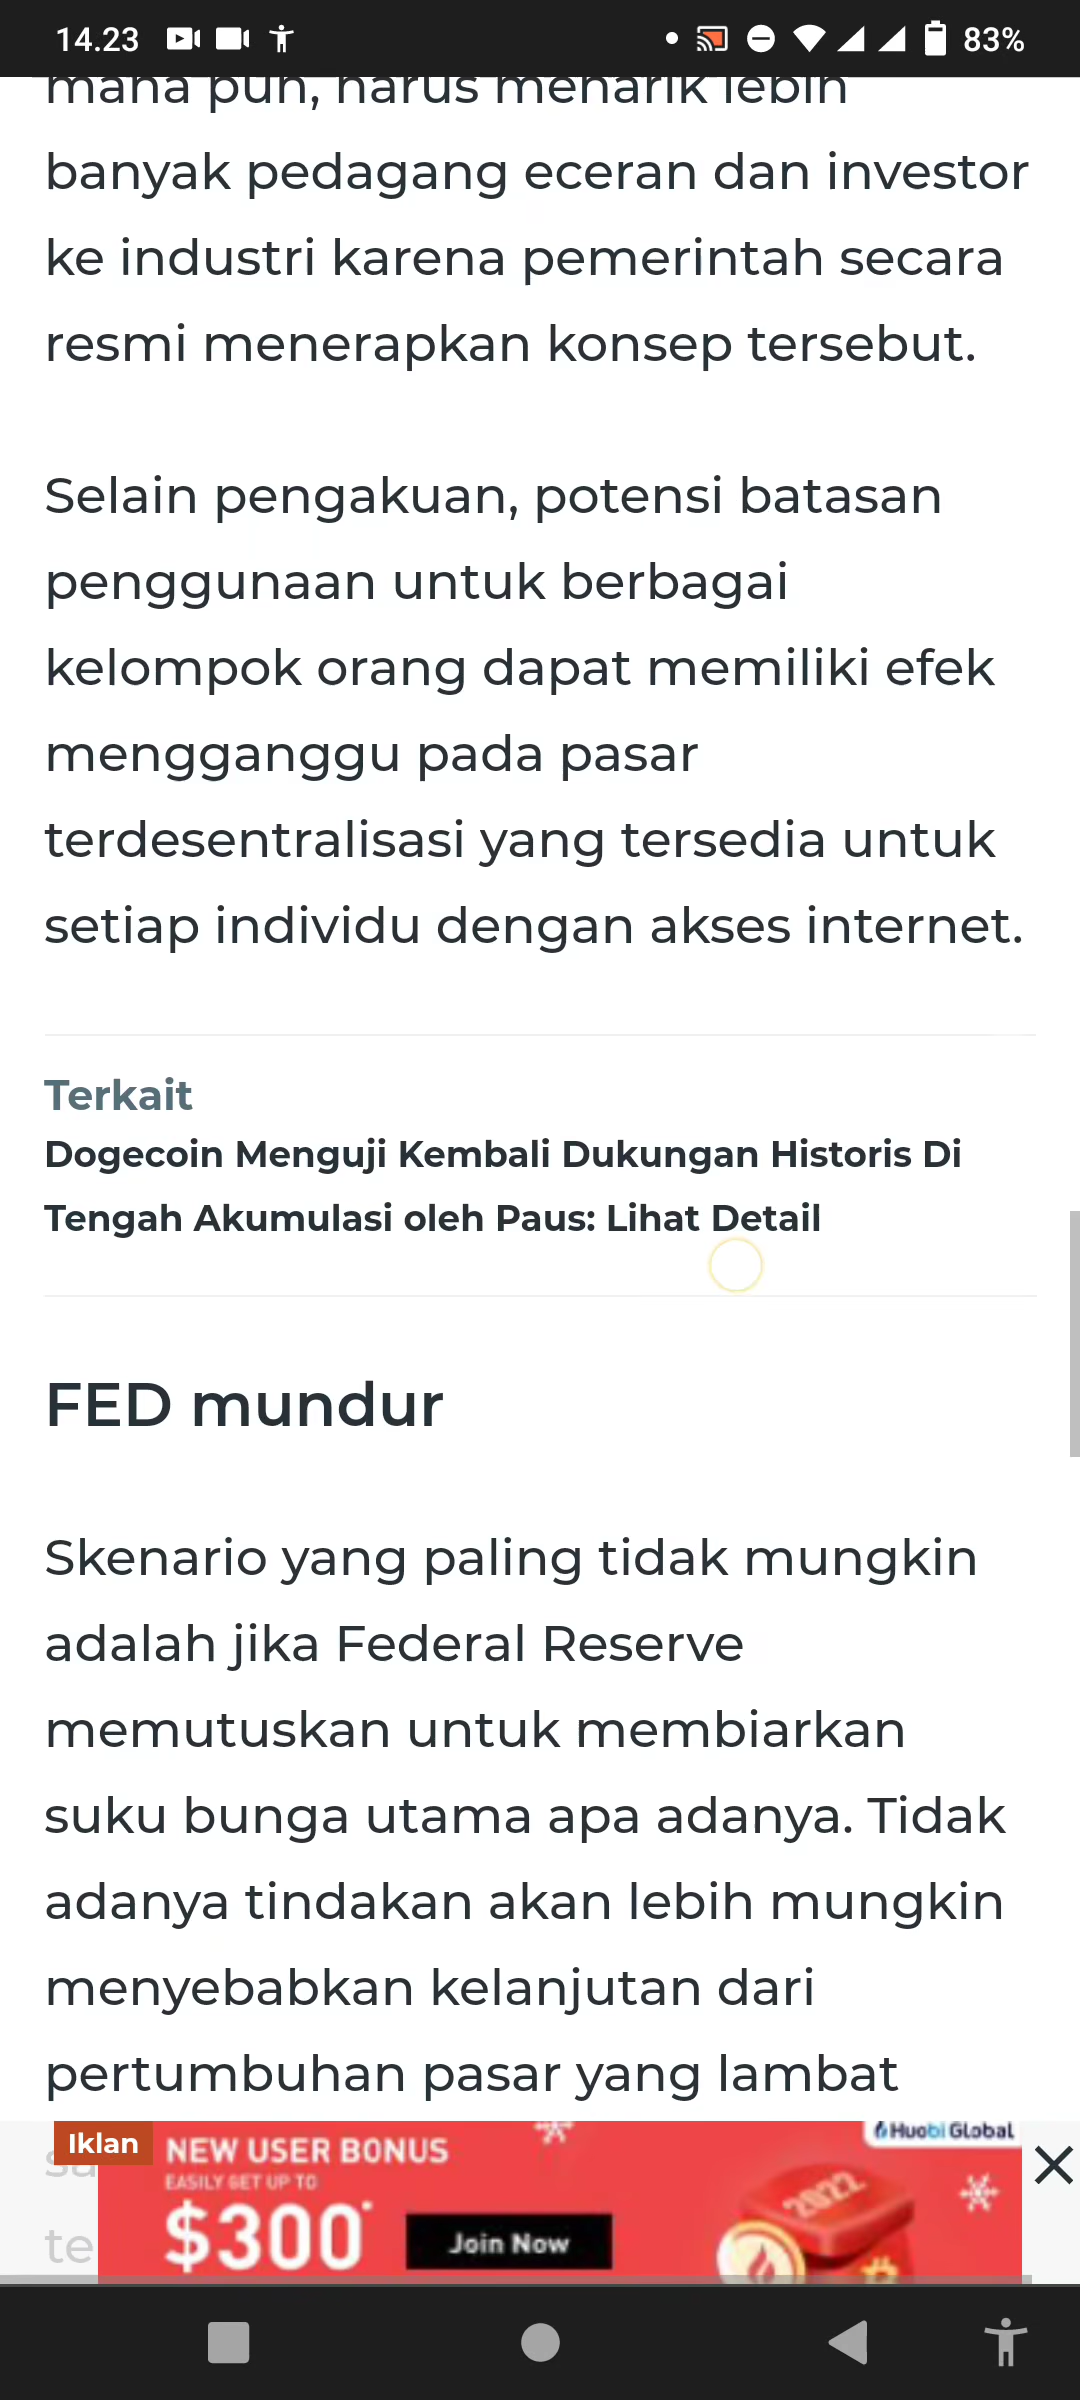 14.23
83%
mana pun, harus menarik lebih
banyak pedagang eceran dan investor
ke industri karena pemerintah secara
resmi menerapkan konsep tersebut.
Selain pengakuan, potensi batasan
penggunaan untuk berbagai
kelompok orang dapat memiliki efek
mengganggu pada pasar
terdesentralisasi yang tersedia untuk
setiap individu dengan akses internet.
Terkait
Dogecoin Menguji Kembali Dukungan Historis Di
Tengah Akumulasi oleh Paus: Lihat Detail
FED mundur
Skenario yang paling tidak mungkin
adalah jika Federal Reserve
memutuskan untuk membiarkan
suku bunga utama apa adanya. Tidak
adanya tindakan akan lebih mungkin
menyebabkan kelanjutan dari
pertumbuhan pasar yang lambat
Iklan
NEW USER BONUS
EASILY GET UP TO
$300*
Join Now
Huobi Global
2022